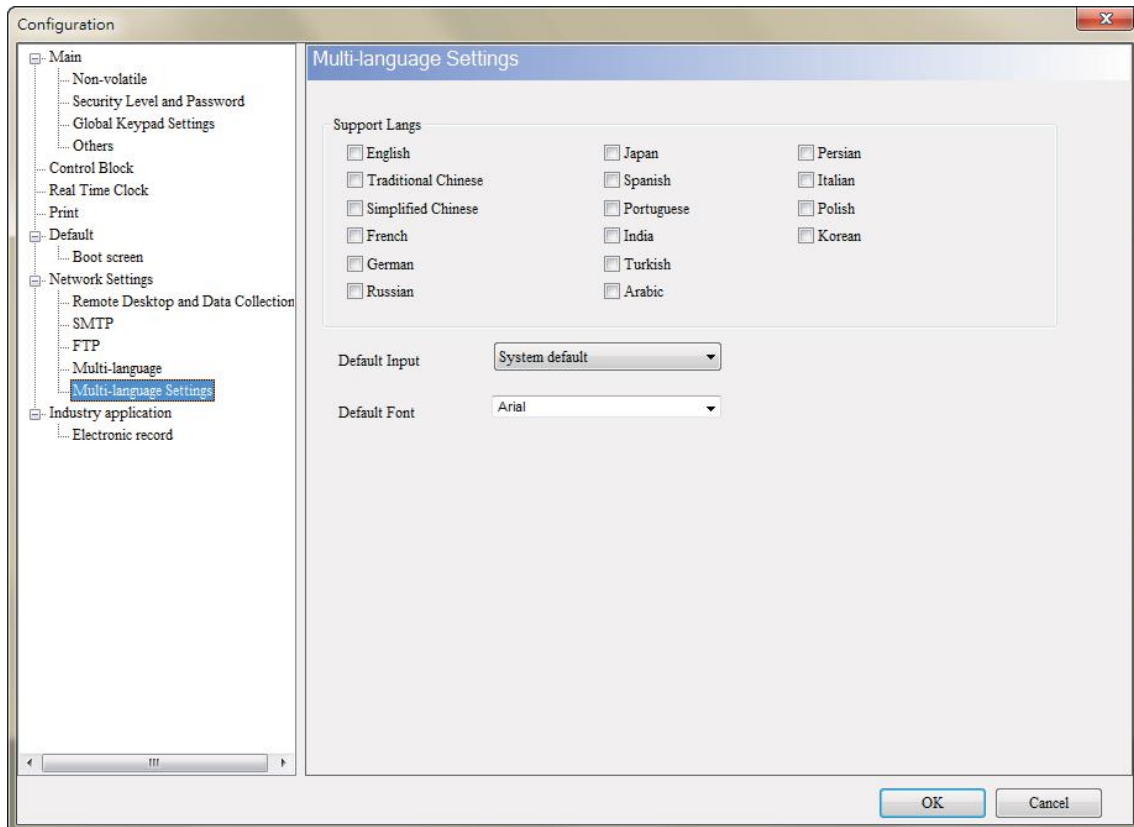 Configuration
Main
Non-volatile
Security Level and Password
Global Keypad Settings
Others
Control Block
Real Time Clock
Print
Default
Boot screen
Network Settings
Remote Desktop and Data Collection
SMTP
FTP
Multi-language
Multi-language Settings
Industry application
Electronic record
Multi-language Settings
Support Langs
English
Japan
Persian
Traditional Chinese
Spanish
Italian
Simplified Chinese
Portuguese
Polish
French
India
Korean
German
Turkish
Russian
Arabic
Default Input
System default
Default Font
Arial
OK
Cancel